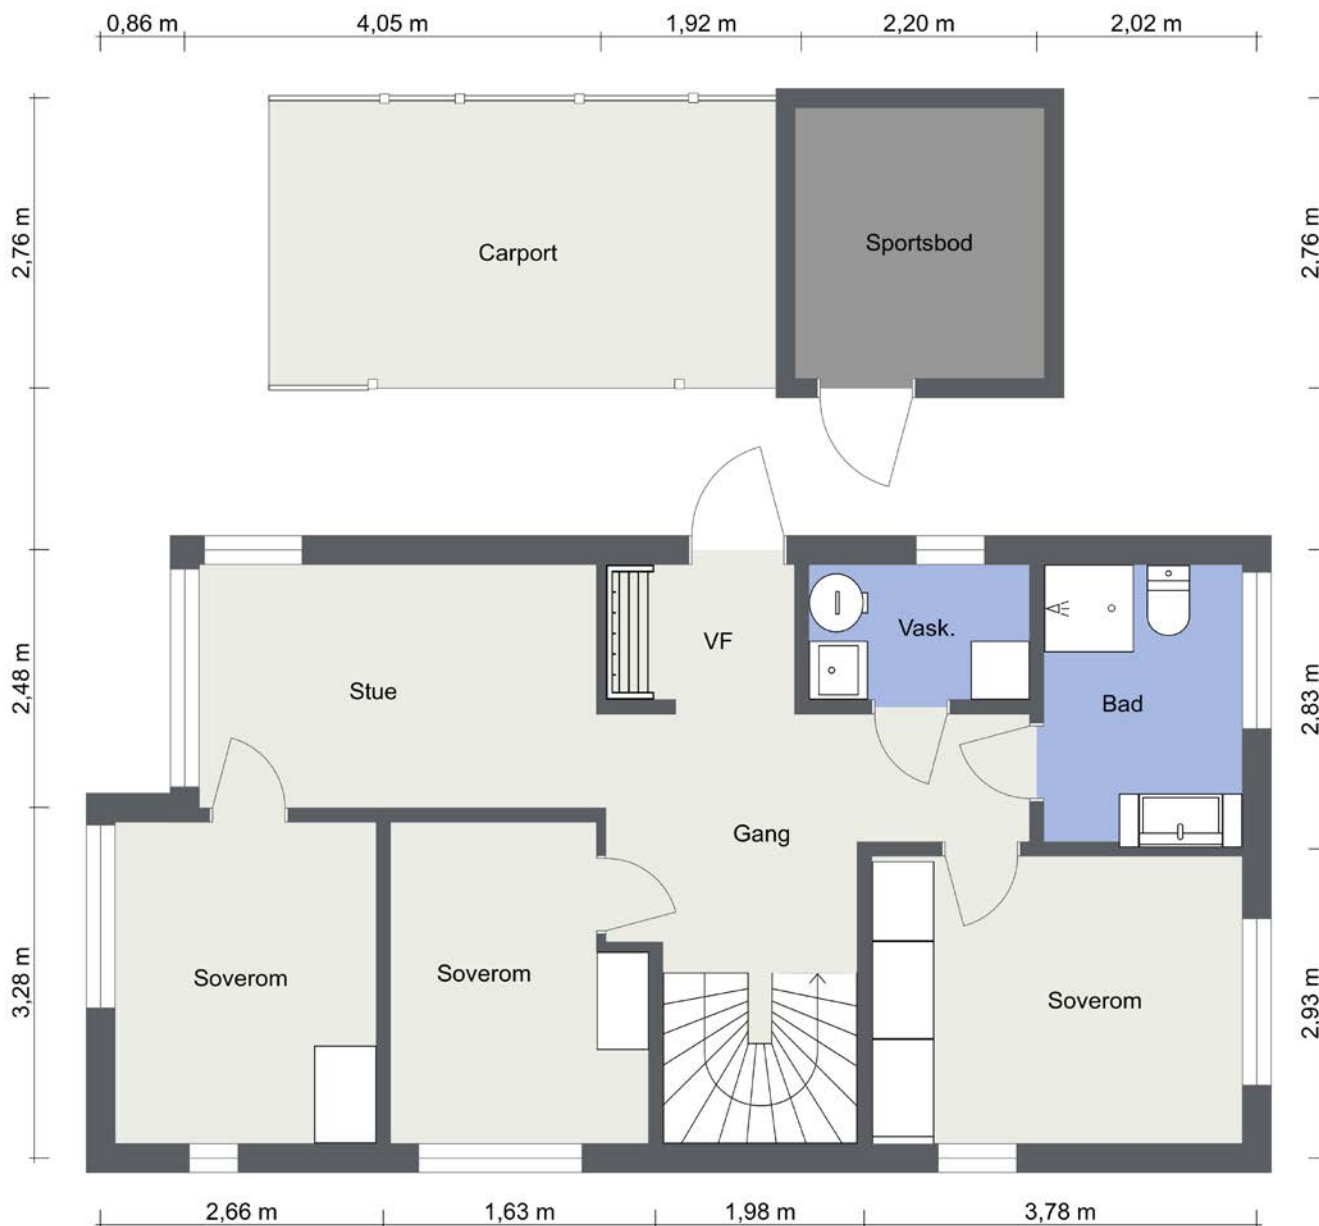 0,86 m
4,05 m
1,92 m
2,20 m
2,02 m
2,76 m
Carport
Sportsbod
2,76 m
2,48 m
Stue
VF
Vask.
Bad
2,83 m
Gang
3,28 m
Soverom
Soverom
Soverom
2,93 m
2,66 m
1,63 m
1,98 m
3,78 m